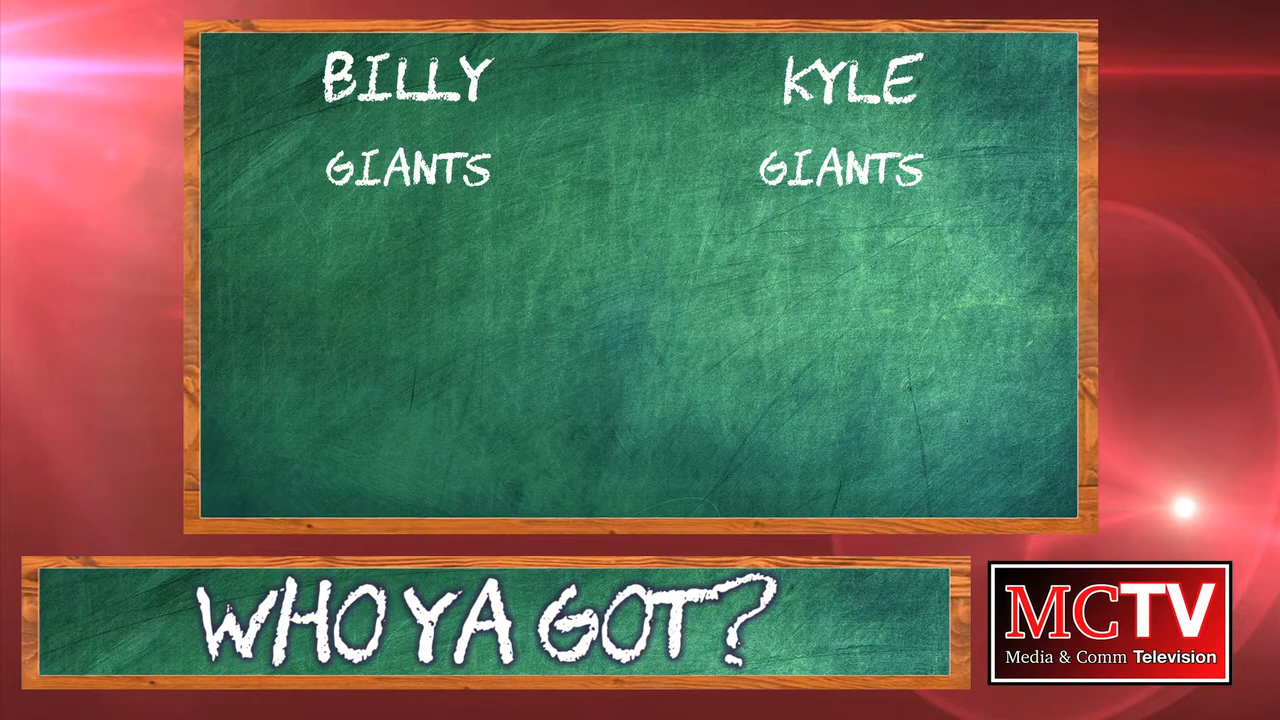 BILLY KYLE
GIANTS GIANTS
WHO YA GOT?
MCTV
Media & Comm Television